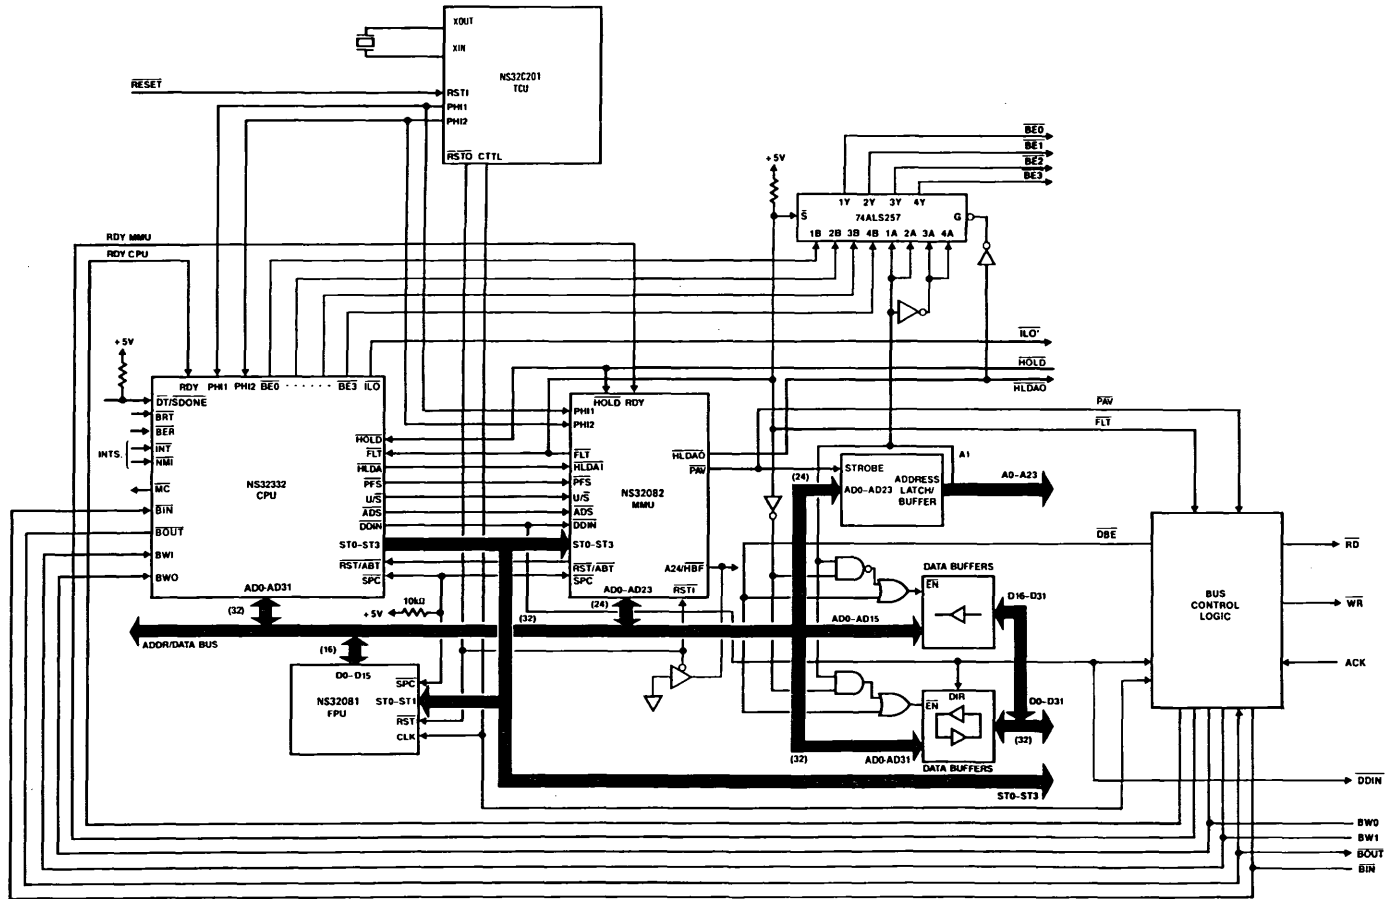 XOUT
XIN
NS32C201
TCU
RESET
RSTI
PHI1
PHI2
RSTO CTTL
BE0
BE1
BE2
BE3
+5V
1Y 2Y 3Y 4Y
S 74ALS257 G
1B 2B 3B 4B 1A 2A 3A 4A
RDY MMU
RDY CPU
ILO'
HOLD
HLDAO
+5V
RDY PHI1 PHI2 BE0 · · · · · · BE3 ILO
DT/SDONE
BRT
BER
INTS.
INT
NMI
MC
BIN
BOUT
BWI
BWO
NS32332
CPU
HOLD
FLT
HLDA
PFS
U/S
ADS
DDIN
ST0-ST3
RST/ABT
SPC
AD0-AD31
HOLD RDY
PHI1
PHI2
FLT
HLDAI
PFS
U/S
ADS
DDIN
ST0-ST3
RST/ABT
SPC
NS32082
MMU
HLDAO
PAV
A24/HBF
RSTI
AD0-AD23
PAV
FLT
A1
STROBE
AD0-AD23
ADDRESS
LATCH/
BUFFER
A0-A23
(24)
DBE
DATA BUFFERS
EN
D16-D31
AD0-AD15
BUS
CONTROL
LOGIC
RD
WR
ACK
(32)
10kΩ
+5V
(32)
(24)
ADDR/DATA BUS
(16)
D0-D15
NS32081
FPU
SPC
ST0-ST1
RST
CLK
DIR
EN
D0-D31
(32)
(32)
AD0-AD31
DATA BUFFERS
ST0-ST3
DDIN
BW0
BW1
BOUT
BIN